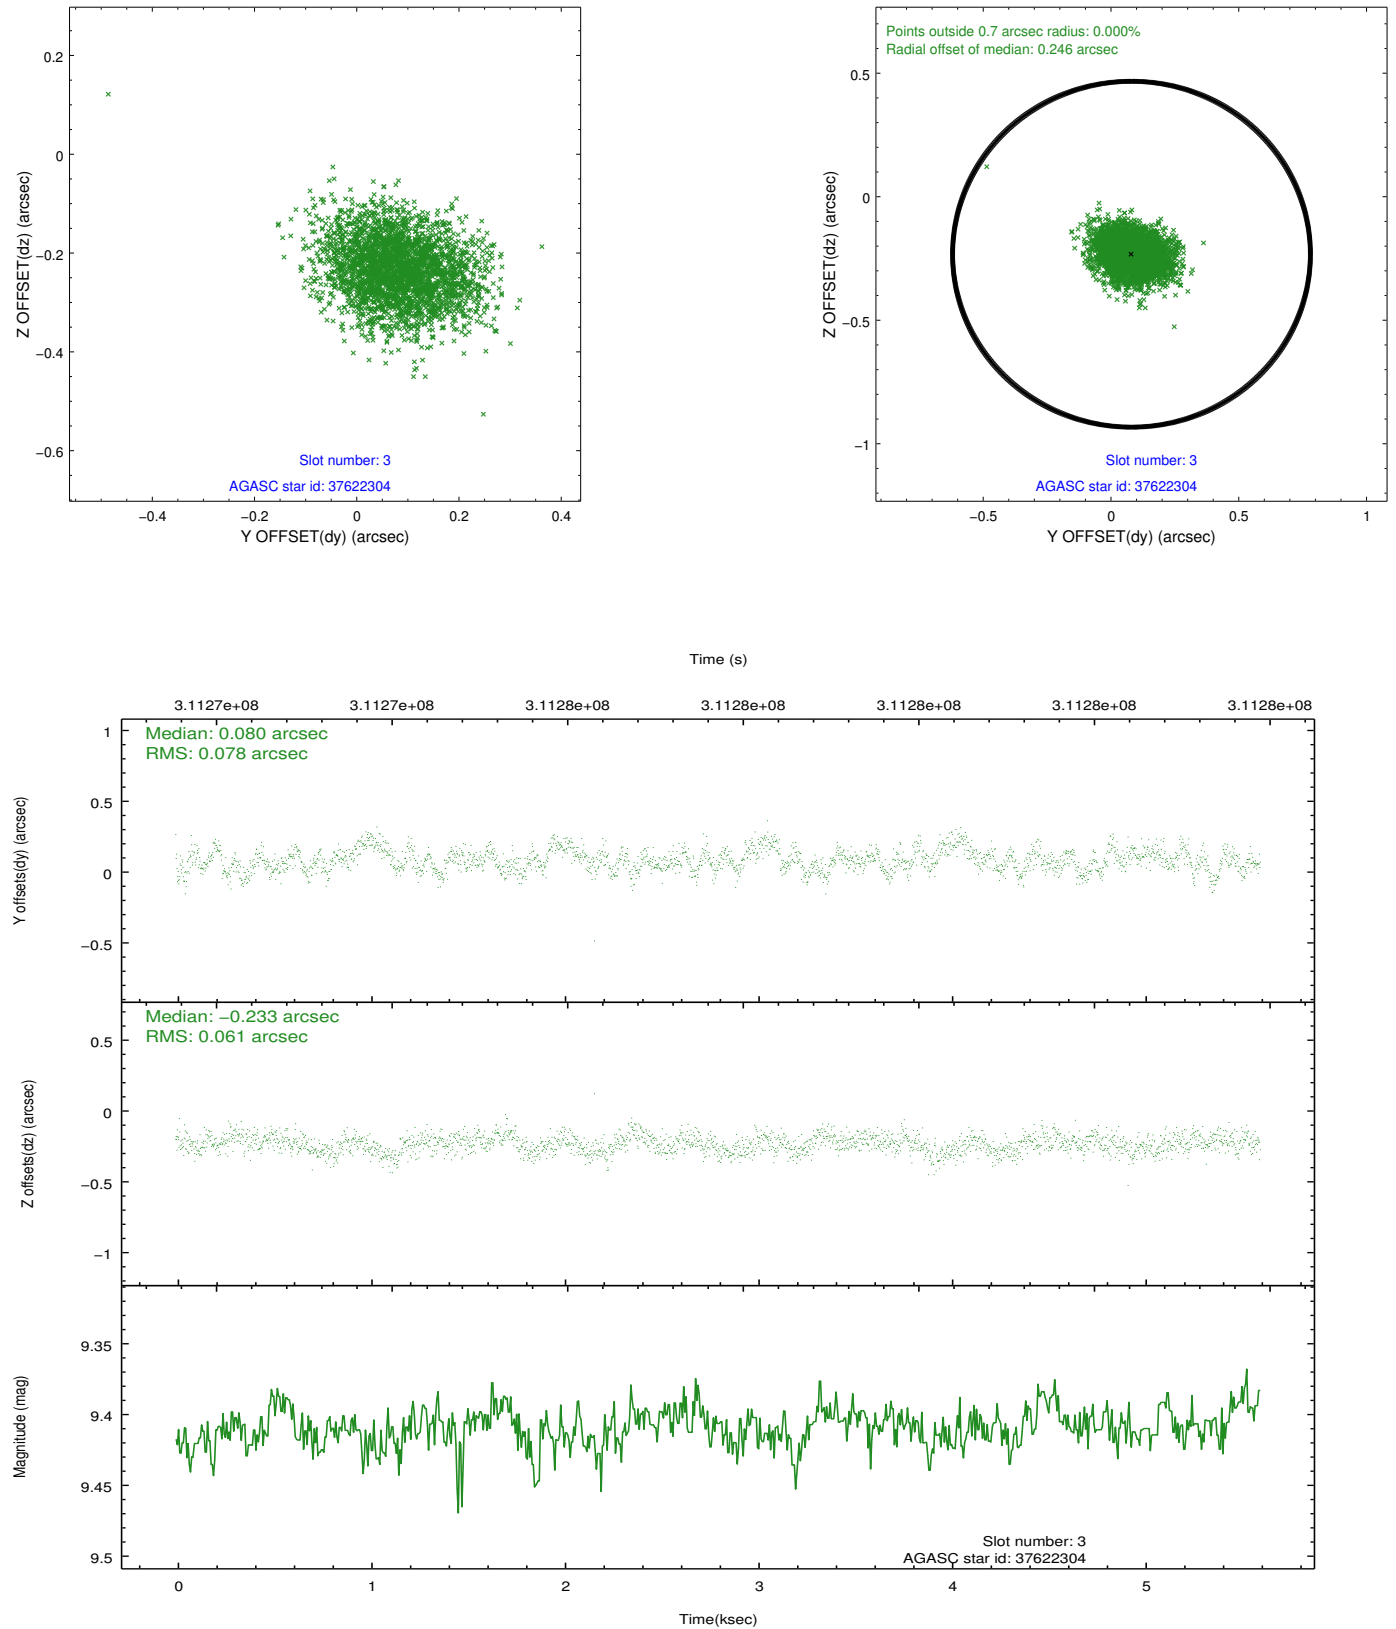 0.2
0
−0.2
−0.4
−0.6
Z OFFSET(dz) (arcsec)
Slot number: 3
AGASC star id: 37622304
−0.4 −0.2 0 0.2 0.4
Y OFFSET(dy) (arcsec)
Points outside 0.7 arcsec radius: 0.000%
Radial offset of median: 0.246 arcsec
0.5
0
−0.5
−1
Z OFFSET(dz) (arcsec)
Slot number: 3
AGASC star id: 37622304
−0.5 0 0.5 1
Y OFFSET(dy) (arcsec)
Time (s)
3.1127e+08 3.1127e+08 3.1128e+08 3.1128e+08 3.1128e+08 3.1128e+08 3.1128e+08
Median: 0.080 arcsec
RMS: 0.078 arcsec
1
0.5
0
−0.5
Y offsets(dy) (arcsec)
Median: −0.233 arcsec
RMS: 0.061 arcsec
0.5
0
−0.5
−1
Z offsets(dz) (arcsec)
9.35
9.4
9.45
9.5
Magnitude (mag)
Slot number: 3
AGASC star id: 37622304
0 1 2 3 4 5
Time(ksec)